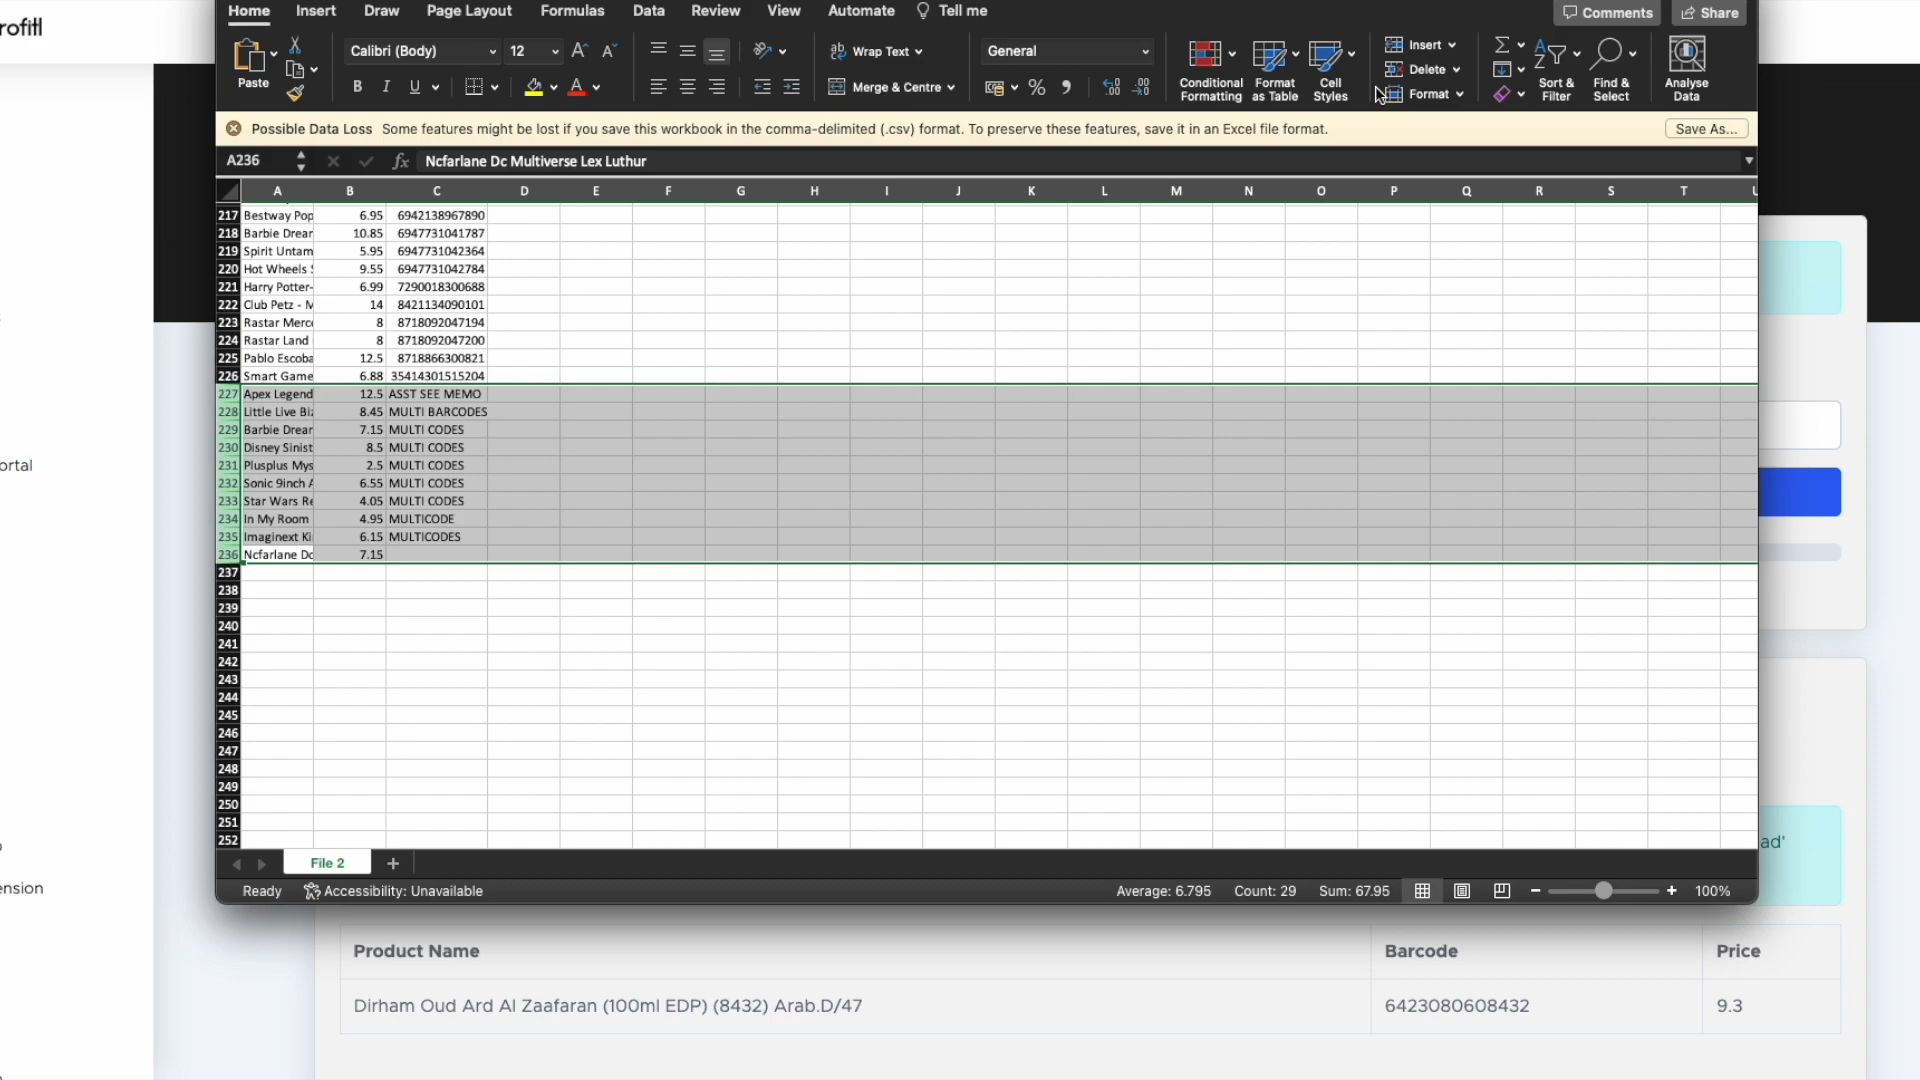 rofitl
Home Insert Draw Page Layout Formulas Data Review View Automate Tell me
Comments Share
Paste
Calibri (Body) 12
Wrap Text
General
B I U
Merge & Centre
% 9
Conditional Formatting
Format as Table
Cell Styles
Insert
Delete
Format
Sort & Filter
Find & Select
Analyse Data
Possible Data Loss Some features might be lost if you save this workbook in the comma-delimited (.csv) format. To preserve these features, save it in an Excel file format. Save As...
A236 fx Ncfarlane Dc Multiverse Lex Luthur
A B C D E F G H I J K L M N O P Q R S T U
217 Bestway Pop 6.95 6942138967890
218 Barbie Drear 10.85 6947731041787
219 Spirit Untam 5.95 6947731042364
220 Hot Wheels 9.55 6947731042784
221 Harry Potter- 6.99 7290018300688
222 Club Petz - M 14 8421134090101
223 Rastar Merce 8 8718092047194
224 Rastar Land 8 8718092047200
225 Pablo Escoba 12.5 8718866300821
226 Smart Game 6.88 35414301515204
227 Apex Legend 12.5 ASST SEE MEMO
228 Little Live Biz 8.45 MULTI BARCODES
229 Barbie Drear 7.15 MULTI CODES
230 Disney Sinist 8.5 MULTI CODES
231 Plusplus Mys 2.5 MULTI CODES
232 Sonic 9inch A 6.55 MULTI CODES
233 Star Wars Re 4.05 MULTI CODES
234 In My Room 4.95 MULTICODE
235 Imaginext Ki 6.15 MULTICODES
236 Ncfarlane Dc 7.15
237
238
239
240
241
242
243
244
245
246
247
248
249
250
251
252
ortal
ension
ad'
File 2 +
Ready Accessibility: Unavailable Average: 6.795 Count: 29 Sum: 67.95 100%
Product Name Barcode Price
Dirham Oud Ard Al Zaafaran (100ml EDP) (8432) Arab.D/47 6423080608432 9.3